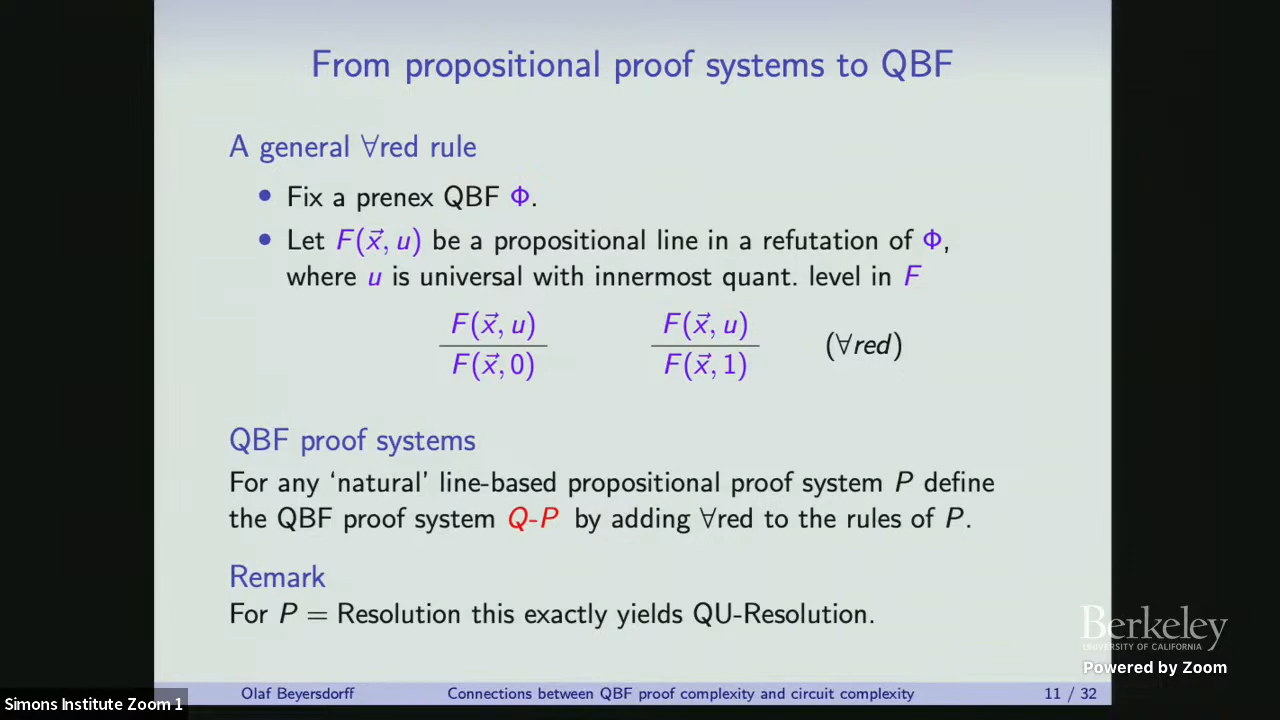 From propositional proof systems to QBF
A general ∀red rule
• Fix a prenex QBF Φ.
• Let F(x⃗, u) be a propositional line in a refutation of Φ,
where u is universal with innermost quant. level in F
F(x⃗, u) F(x⃗, u) (∀red)
F(x⃗, 0) F(x⃗, 1)
QBF proof systems
For any ‘natural’ line-based propositional proof system P define
the QBF proof system Q-P by adding ∀red to the rules of P.
Remark
For P = Resolution this exactly yields QU-Resolution.
Berkeley
UNIVERSITY OF CALIFORNIA
Powered by Zoom
Olaf Beyersdorff Connections between QBF proof complexity and circuit complexity 11 / 32
Simons Institute Zoom 1